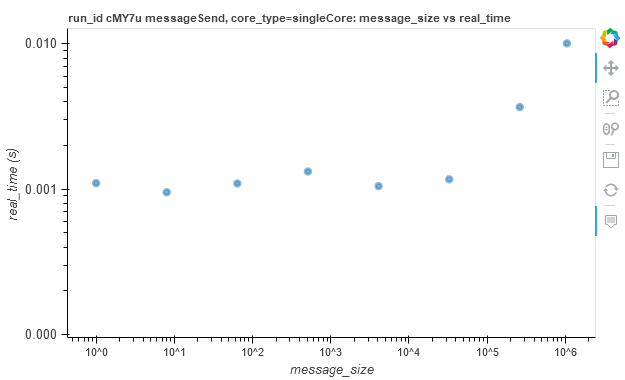 run_id cMY7u messageSend, core_type=singleCore: message_size vs real_time
0.010
0.001
0.000
real_time (s)
10^0 10^1 10^2 10^3 10^4 10^5 10^6
message_size